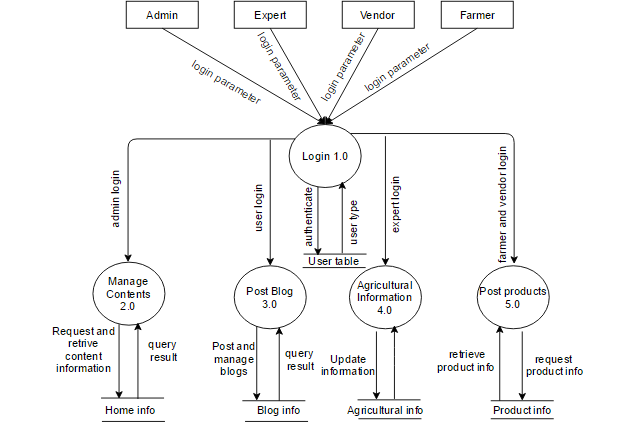 Admin
Expert
Vendor
Farmer
login parameter
login parameter
login parameter
login parameter
Login 1.0
admin login
user login
authenticate
user type
expert login
farmer and vendor login
User table
Manage
Contents
2.0
Post Blog
3.0
Agricultural
Information
4.0
Post products
5.0
Request and
retrive
content
information
query
result
Post and
manage
blogs
query
result
Update
information
retrieve
product info
request
product info
Home info
Blog info
Agricultural info
Product info